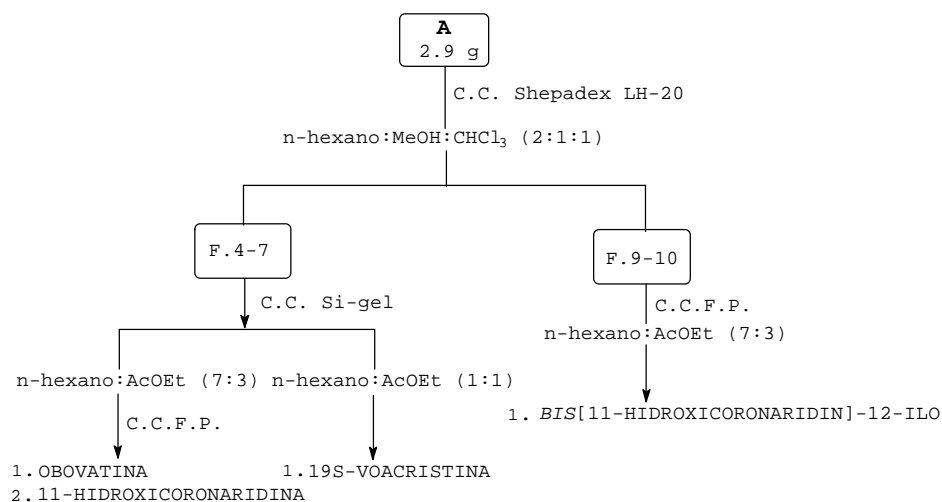 A
2.9 g
C.C. Shepadex LH-20
n-hexano:MeOH:CHCl₃ (2:1:1)
F.4-7
F.9-10
C.C. Si-gel
C.C.F.P.
n-hexano:AcOEt (7:3)
n-hexano:AcOEt (7:3)
n-hexano:AcOEt (1:1)
C.C.F.P.
1. BIS[11-HIDROXICORONARIDIN]-12-ILO
1. OBOVATINA
2. 11-HIDROXICORONARIDINA
1.19S-VOACRISTINA